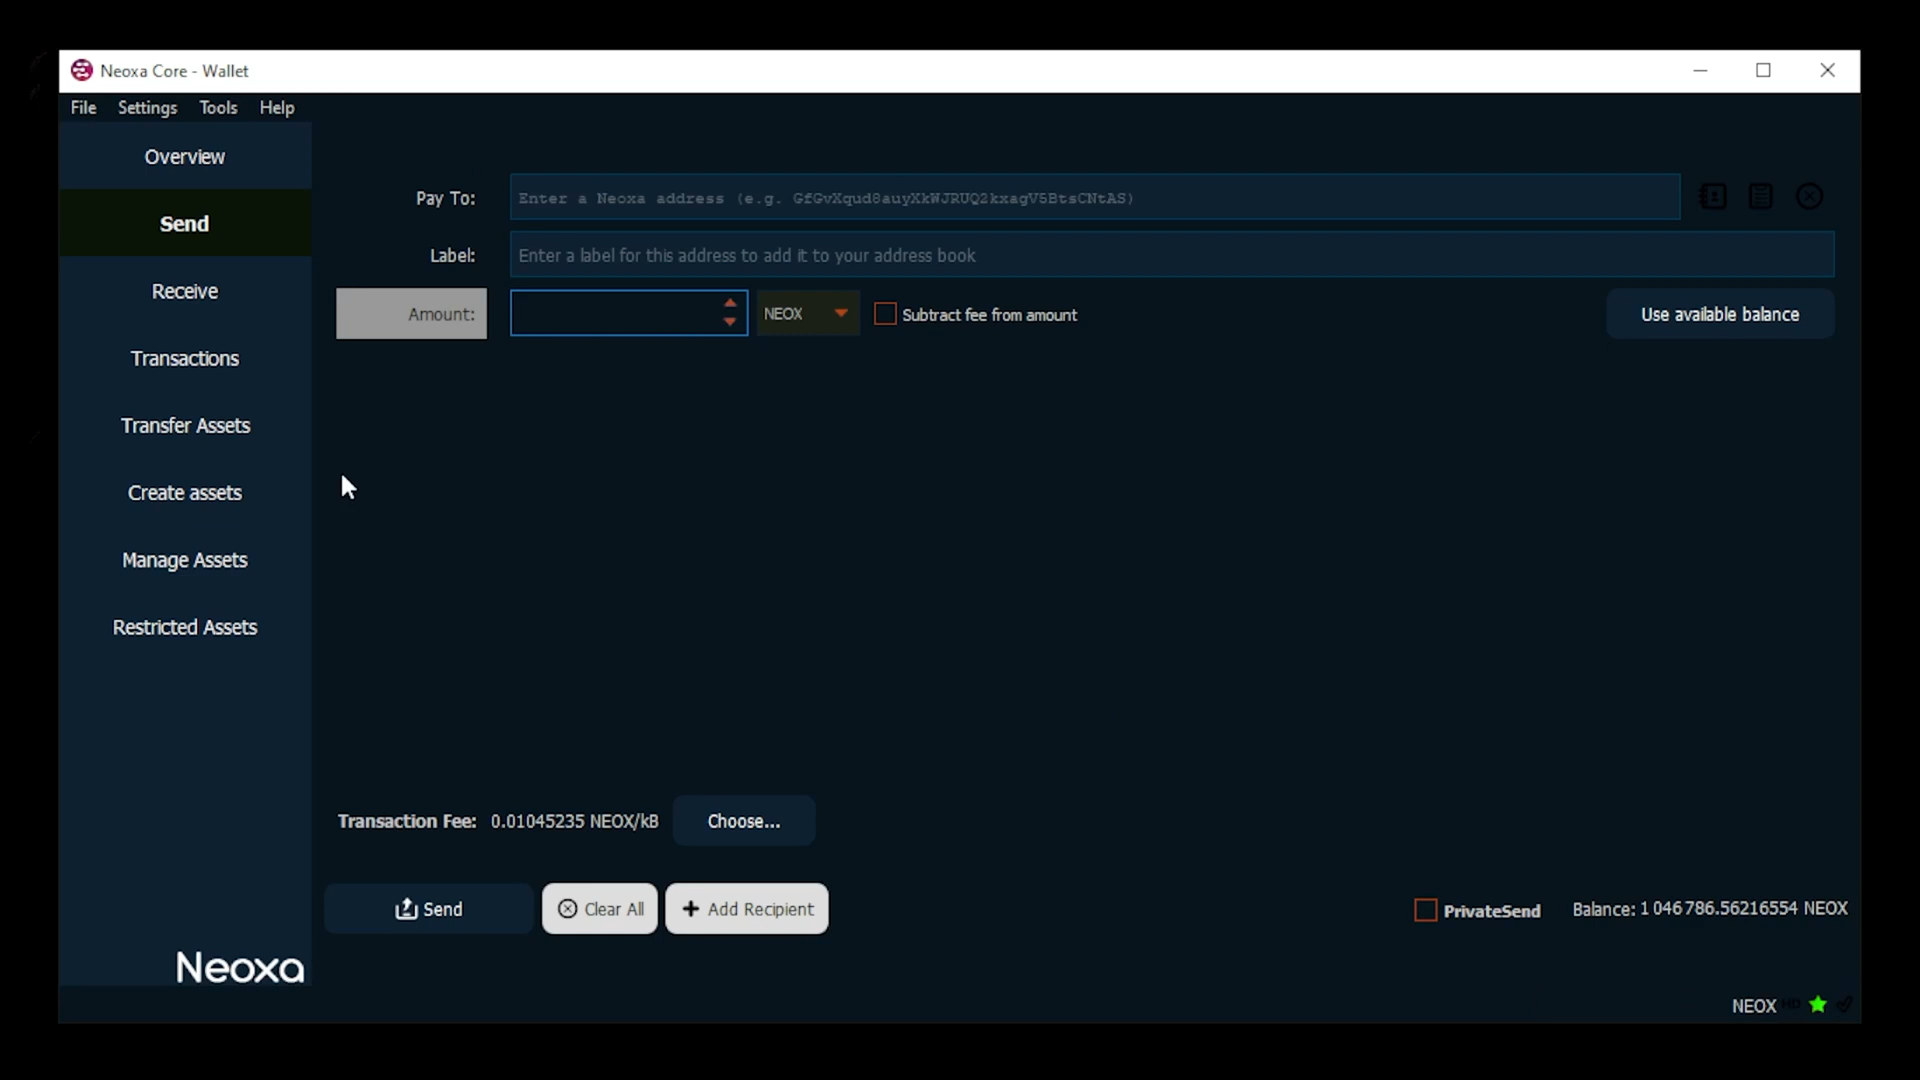 Neoxa Core - Wallet
File Settings Tools Help
Overview
Send
Receive
Transactions
Transfer Assets
Create assets
Manage Assets
Restricted Assets
Neoxa
Pay To: Enter a Neoxa address (e.g. GfGvXqud8auyXkWJRUQ2kxagV5BtsCNtAS)
Label: Enter a label for this address to add it to your address book
Amount: NEOX Subtract fee from amount Use available balance
Transaction Fee: 0.01045235 NEOX/kB Choose...
Send Clear All Add Recipient PrivateSend Balance: 1 046 786.56216554 NEOX
NEOX HD